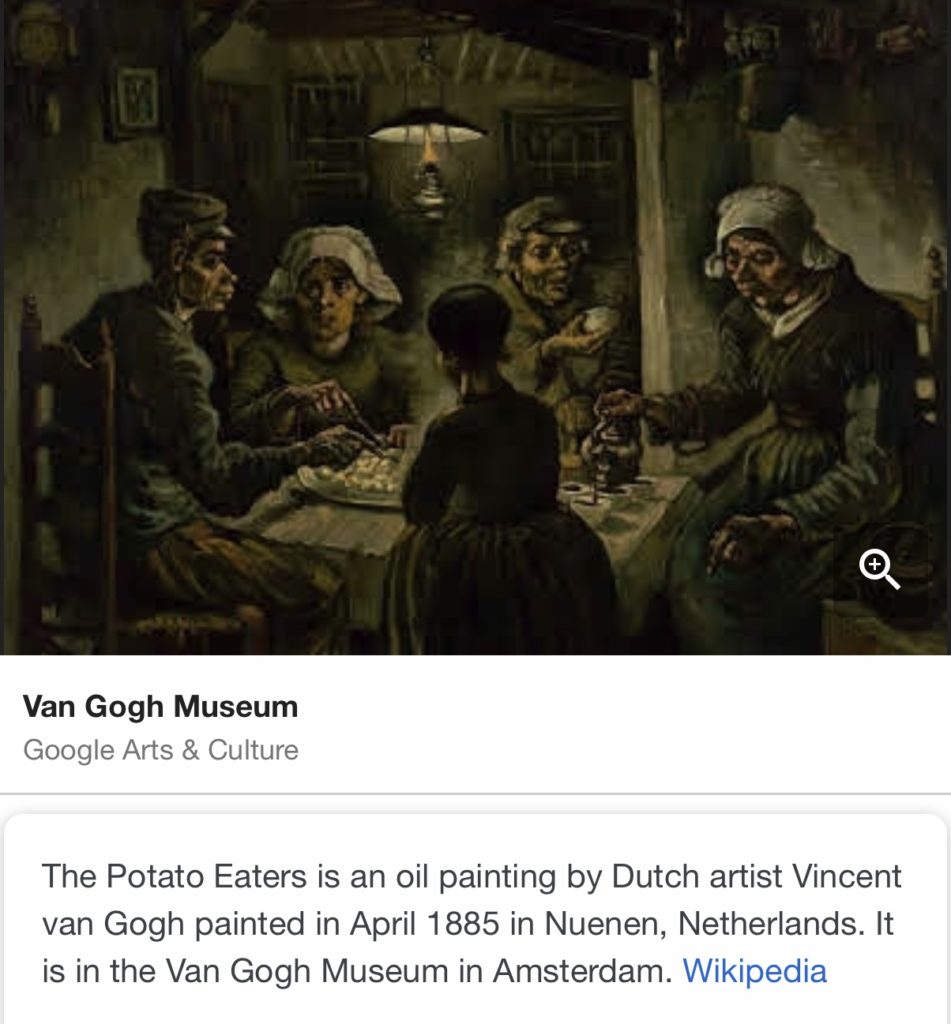 Van Gogh Museum
Google Arts & Culture
The Potato Eaters is an oil painting by Dutch artist Vincent
van Gogh painted in April 1885 in Nuenen, Netherlands. It
is in the Van Gogh Museum in Amsterdam. Wikipedia